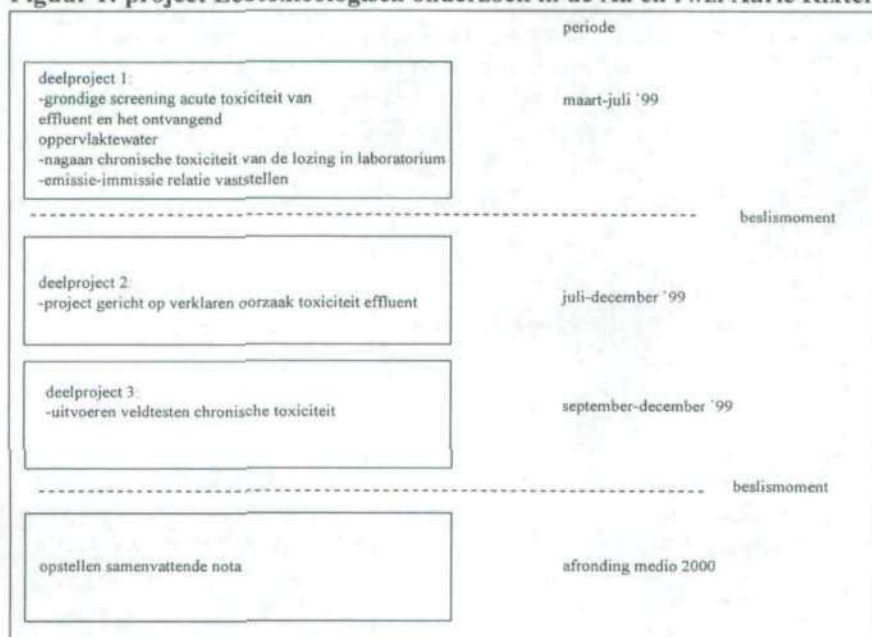 periode
deelproject 1:
-grondige screening acute toxiciteit van
effluent en het ontvangend
oppervlaktewater
-nagaan chronische toxiciteit van de lozing in laboratorium
-emissie-immissie relatie vaststellen
maart-juli `99
beslismoment
deelproject 2:
-project gericht op verklaren oorzaak toxiciteit effluent
juli-december `99
deelproject 3:
-uitvoeren veldtesten chronische toxiciteit
september-december `99
beslismoment
opstellen samenvattende nota
afronding medio 2000